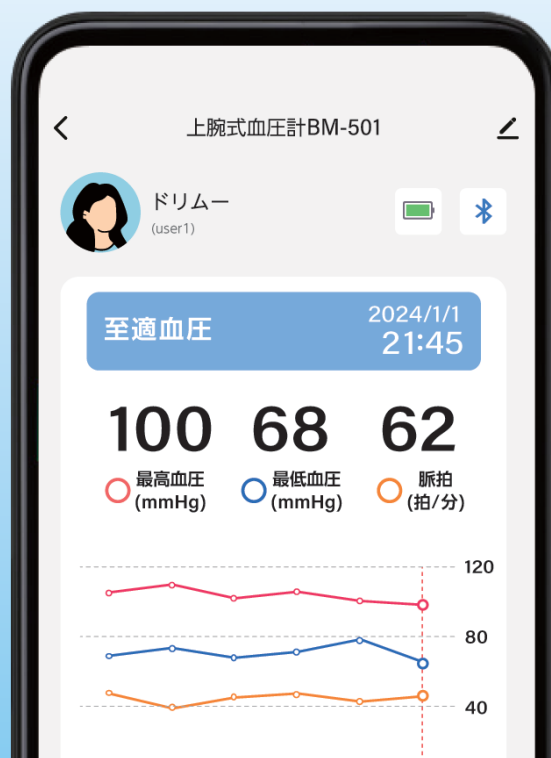 上腕式血圧計BM-501
ドリムー
(user1)
至適血圧
2024/1/1
21:45
100 68 62
最高血圧 最低血圧 脈拍
(mmHg) (mmHg) (拍/分)
120
80
40